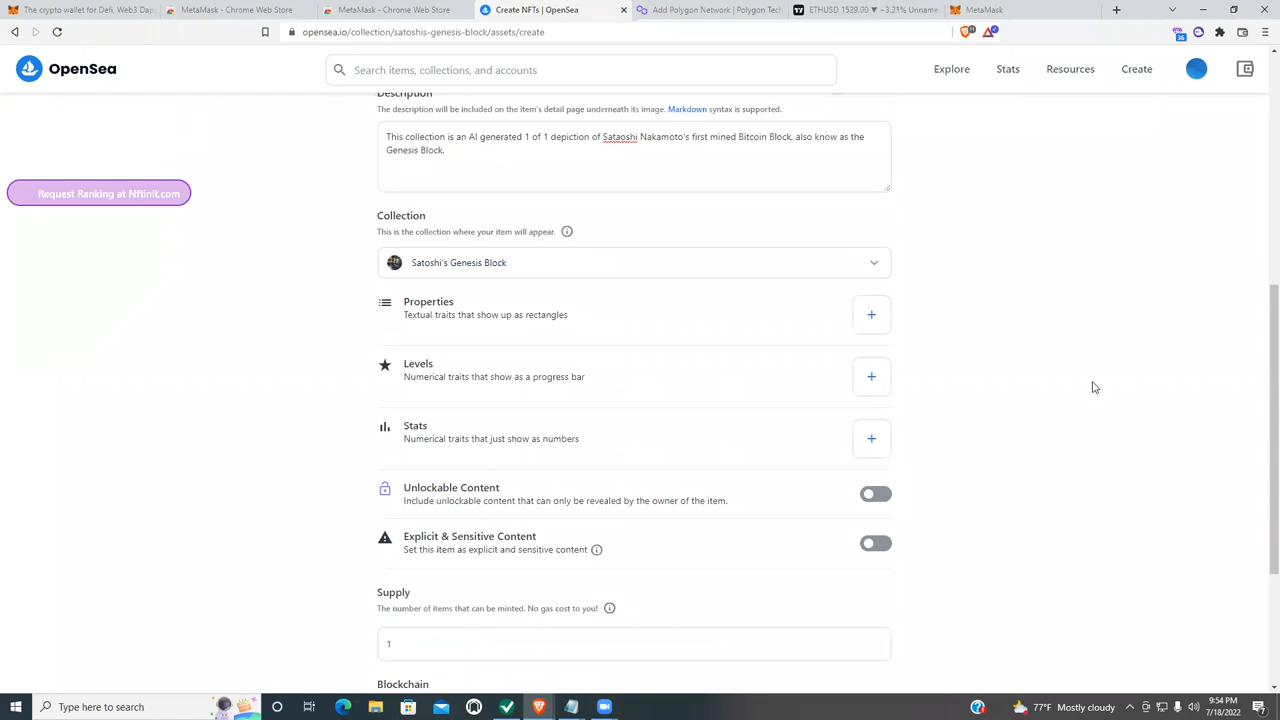 The crypto wallet for Defi, Web3 Dap
MetaMask - Chrome Web Store
MetaMask - Chrome Web Store
Create NFTs | OpenSea
Add Polygon Network | Polygon Tech
ETHUSD 1539.00 ▼ −3.21% Unname
MetaMask
opensea.io/collection/satoshis-genesis-block/assets/create
36
OpenSea
Search items, collections, and accounts
Explore
Stats
Resources
Create
Description
The description will be included on the item's detail page underneath its image. Markdown syntax is supported.
This collection is an AI generated 1 of 1 depiction of Sataoshi Nakamoto's first mined Bitcoin Block, also know as the
Genesis Block.
Request Ranking at Nftinit.com
Collection
This is the collection where your item will appear.
Satoshi's Genesis Block
Properties
Textual traits that show up as rectangles
Levels
Numerical traits that show as a progress bar
Stats
Numerical traits that just show as numbers
Unlockable Content
Include unlockable content that can only be revealed by the owner of the item.
Explicit & Sensitive Content
Set this item as explicit and sensitive content
Supply
The number of items that can be minted. No gas cost to you!
1
Blockchain
Type here to search
77°F Mostly cloudy
9:54 PM
7/18/2022